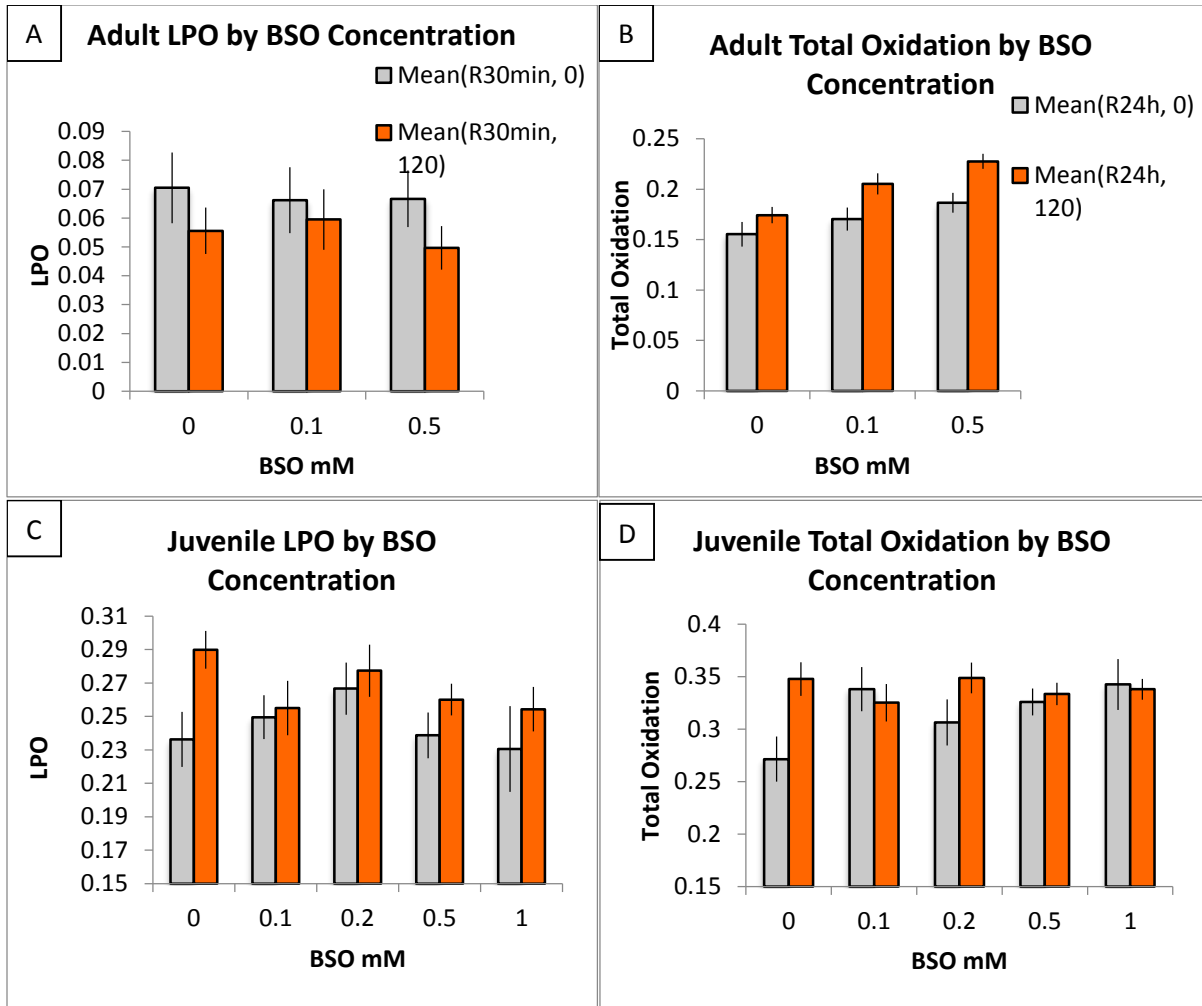 A
Adult LPO by BSO Concentration
Mean(R30min, 0)
Mean(R30min,
120)
LPO
0.09
0.08
0.07
0.06
0.05
0.04
0.03
0.02
0.01
0
0 0.1 0.5
BSO mM
B
Adult Total Oxidation by BSO
Concentration
Mean(R24h, 0)
Mean(R24h,
120)
Total Oxidation
0.25
0.2
0.15
0.1
0.05
0
0 0.1 0.5
BSO mM
C
Juvenile LPO by BSO
Concentration
LPO
0.31
0.29
0.27
0.25
0.23
0.21
0.19
0.17
0.15
0 0.1 0.2 0.5 1
BSO mM
D
Juvenile Total Oxidation by BSO
Concentration
Total Oxidation
0.4
0.35
0.3
0.25
0.2
0.15
0 0.1 0.2 0.5 1
BSO mM